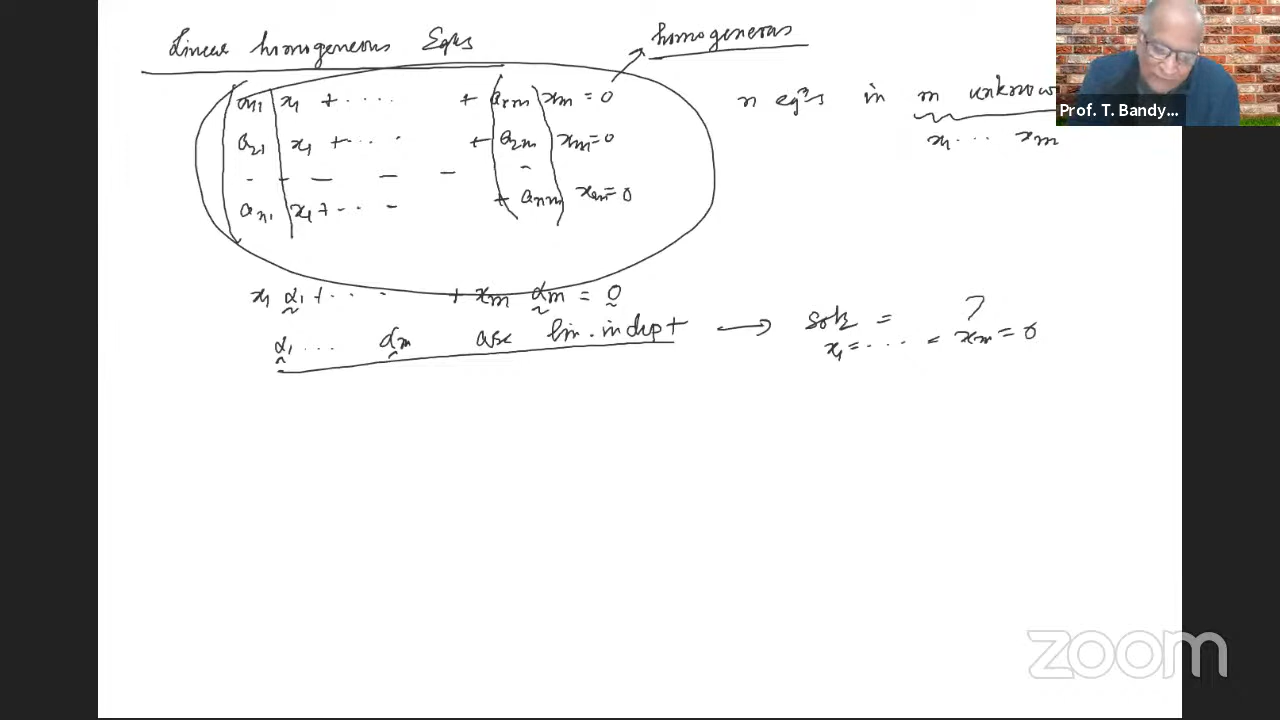 Linear homogeneous Eqns
homogeneous
a₁₁ x₁ + ···· + a₁ₘ xₘ = 0
n eqns in m unknow
a₂₁ x₁ + ··· · + a₂ₘ xₘ = 0
x₁ ··· xₘ
- - - - - -
aₙ₁ x₁ + ·· - + aₙₘ xₘ = 0
x₁ α₁ + ·· · + xₘ αₘ = 0
α₁ ... αₘ are lin. indept → soln = ?
x₁ = ... = xₘ = 0
Prof. T. Bandy...
zoom